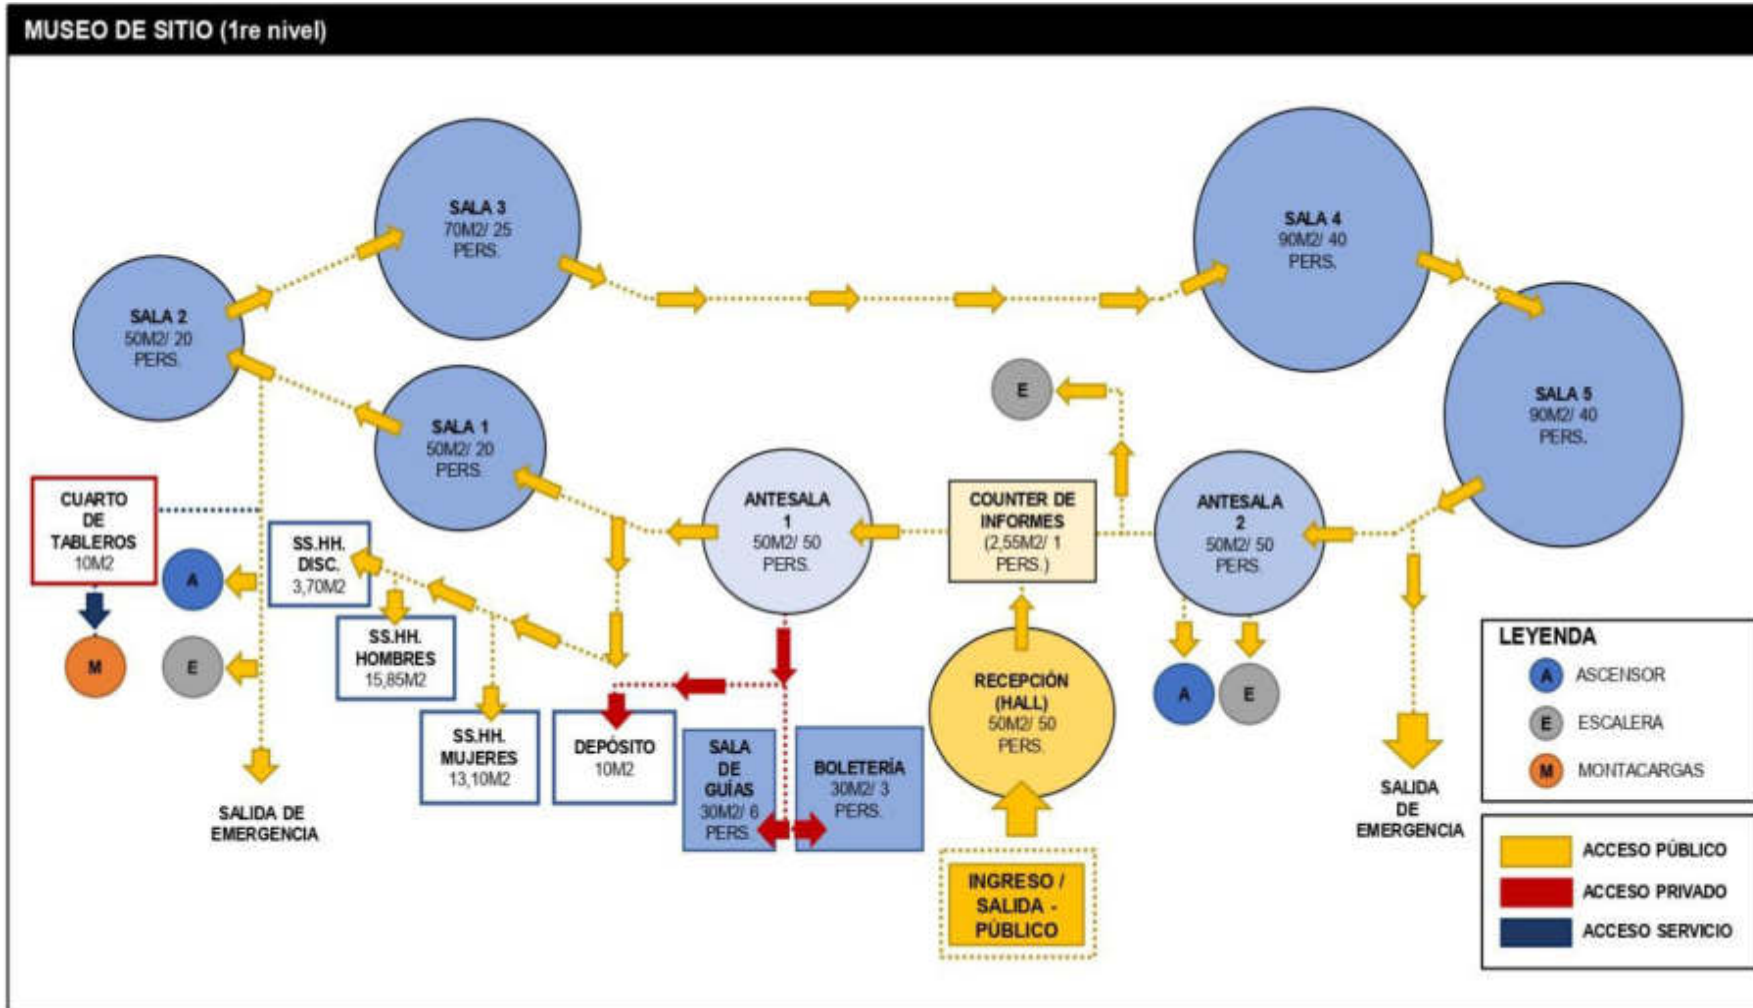 MUSEO DE SITIO (1re nivel)
SALA 3
70M2/ 25
PERS.
SALA 4
90M2/ 40
PERS.
SALA 2
50M2/ 20
PERS.
SALA 5
90M2/ 40
PERS.
E
SALA 1
50M2/ 20
PERS.
CUARTO
DE
TABLEROS
10M2
ANTESALA
1
50M2/ 50
PERS.
COUNTER DE
INFORMES
(2,55M2/ 1
PERS.)
ANTESALA
2
50M2/ 50
PERS.
SS.HH.
DISC.
3,70M2
A
M
E
SS.HH.
HOMBRES
15,85M2
SS.HH.
MUJERES
13,10M2
DEPÓSITO
10M2
SALA
DE
GUÍAS
30M2/ 6
PERS.
BOLETERÍA
30M2/ 3
PERS.
RECEPCIÓN
(HALL)
50M2/ 50
PERS.
A
E
SALIDA DE
EMERGENCIA
SALIDA
DE
EMERGENCIA
INGRESO /
SALIDA -
PÚBLICO
LEYENDA
A ASCENSOR
E ESCALERA
M MONTACARGAS
ACCESO PÚBLICO
ACCESO PRIVADO
ACCESO SERVICIO